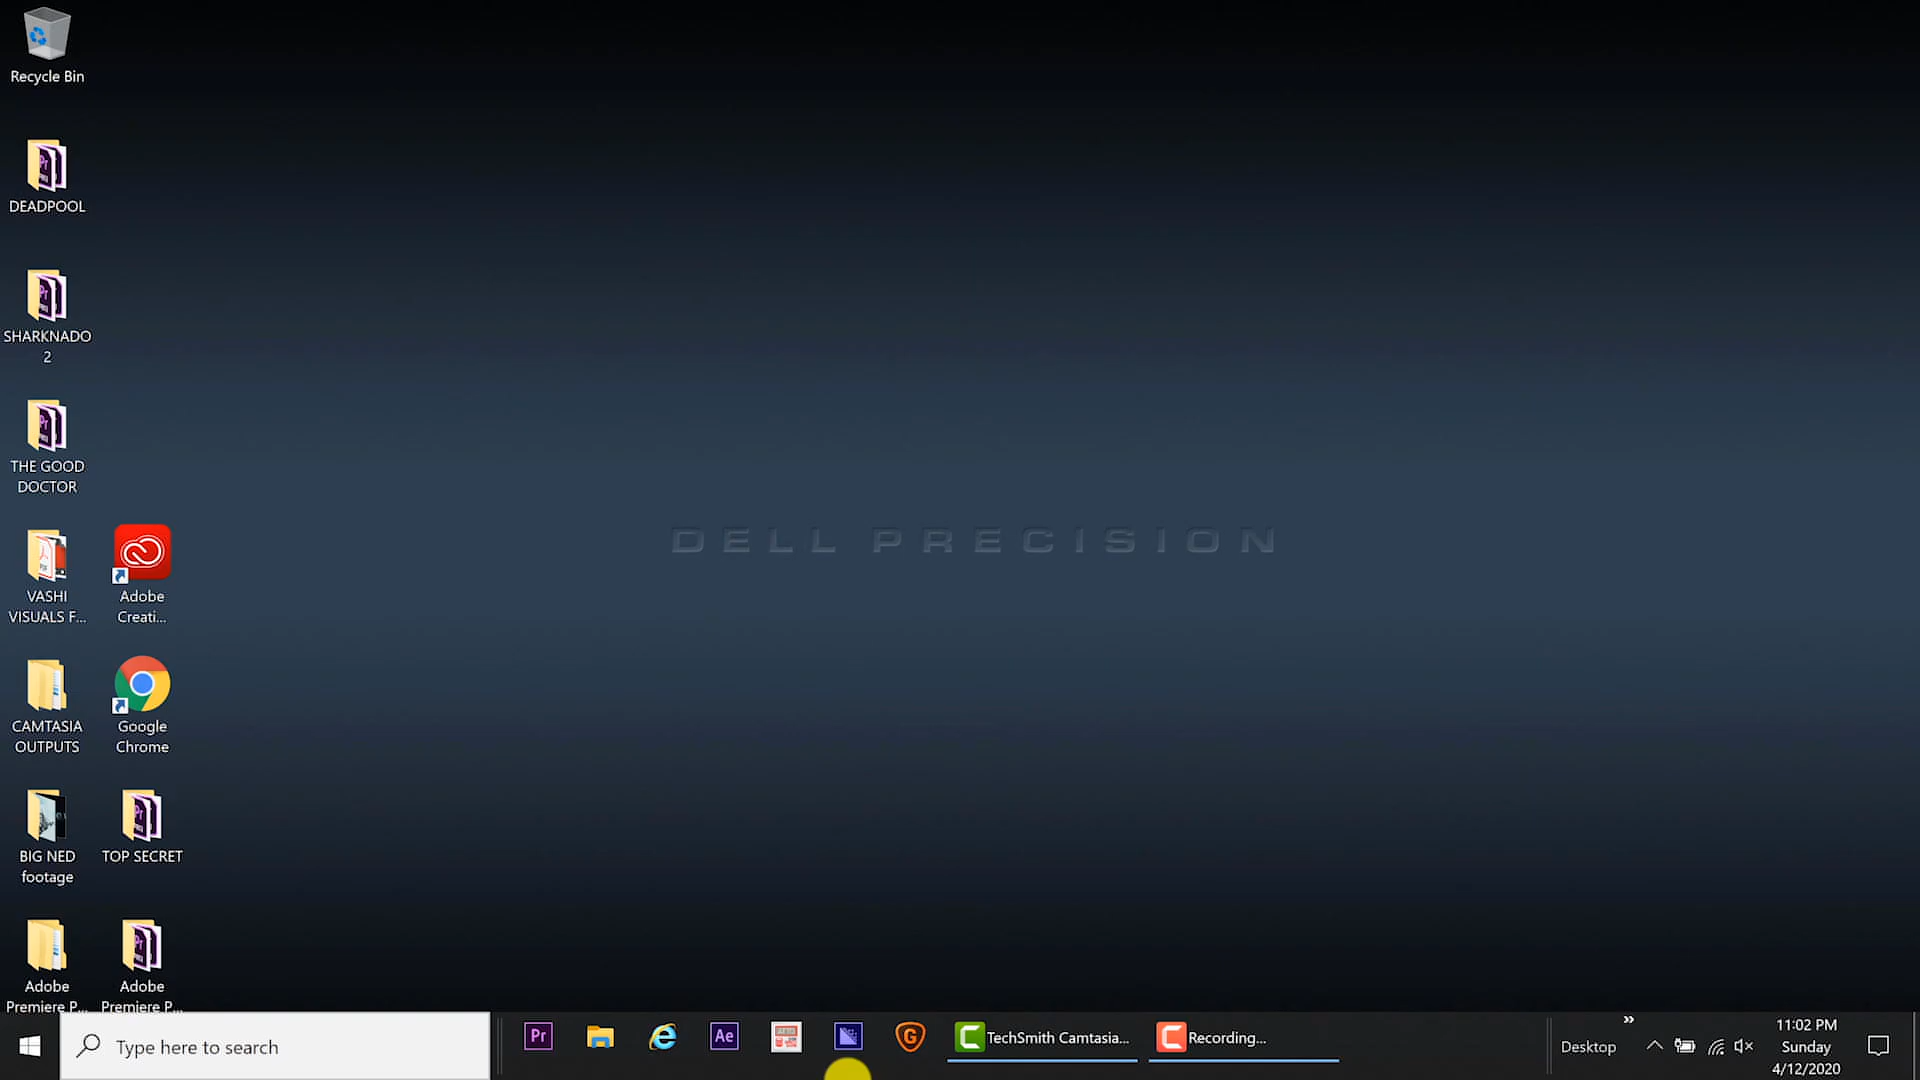 Recycle Bin
DEADPOOL
SHARKNADO
2
THE GOOD
DOCTOR
VASHI
VISUALS F...
Adobe
Creati...
CAMTASIA
OUTPUTS
Google
Chrome
BIG NED
footage
TOP SECRET
Adobe
Premiere P...
Adobe
Premiere P...
DELL PRECISION
Type here to search
Pr
Ae
G
TechSmith Camtasia...
Recording...
Desktop
11:02 PM
Sunday
4/12/2020